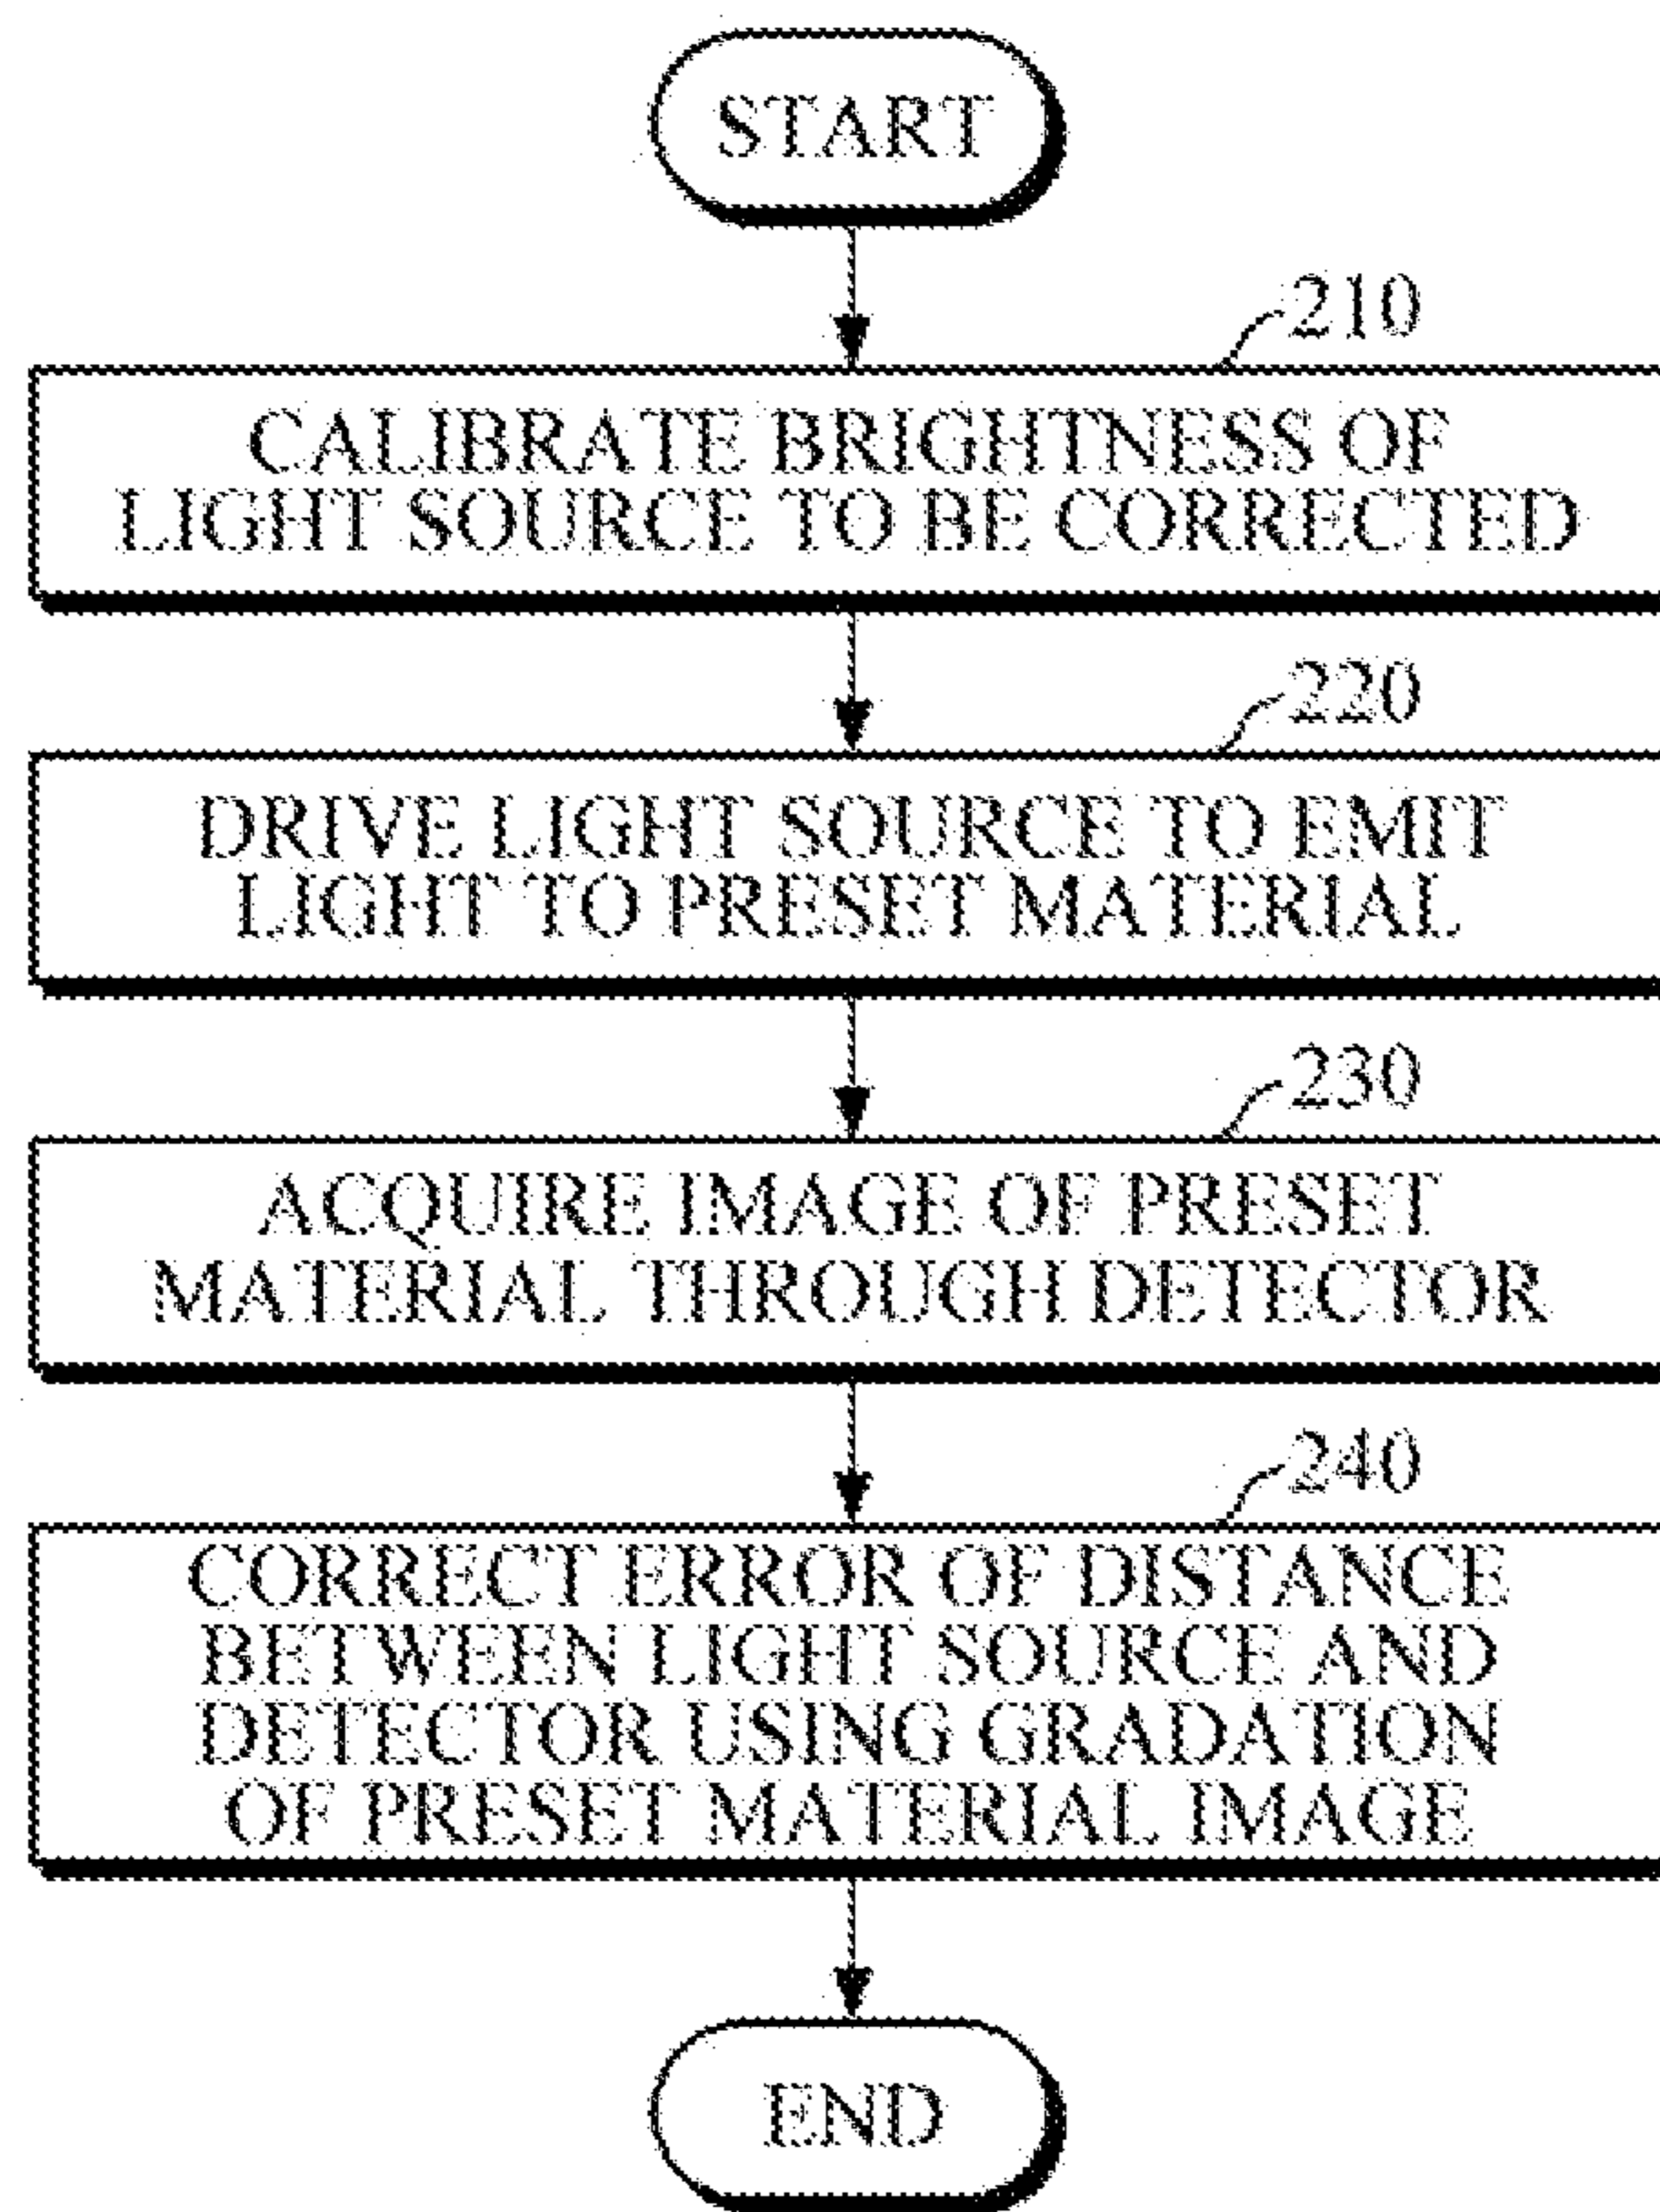 START
210
CALIBRATE BRIGHTNESS OF
LIGHT SOURCE TO BE CORRECTED
220
DRIVE LIGHT SOURCE TO EMIT
LIGHT TO PRESET MATERIAL
230
ACQUIRE IMAGE OF PRESET
MATERIAL THROUGH DETECTOR
240
CORRECT ERROR OF DISTANCE
BETWEEN LIGHT SOURCE AND
DETECTOR USING GRADATION
OF PRESET MATERIAL IMAGE
END